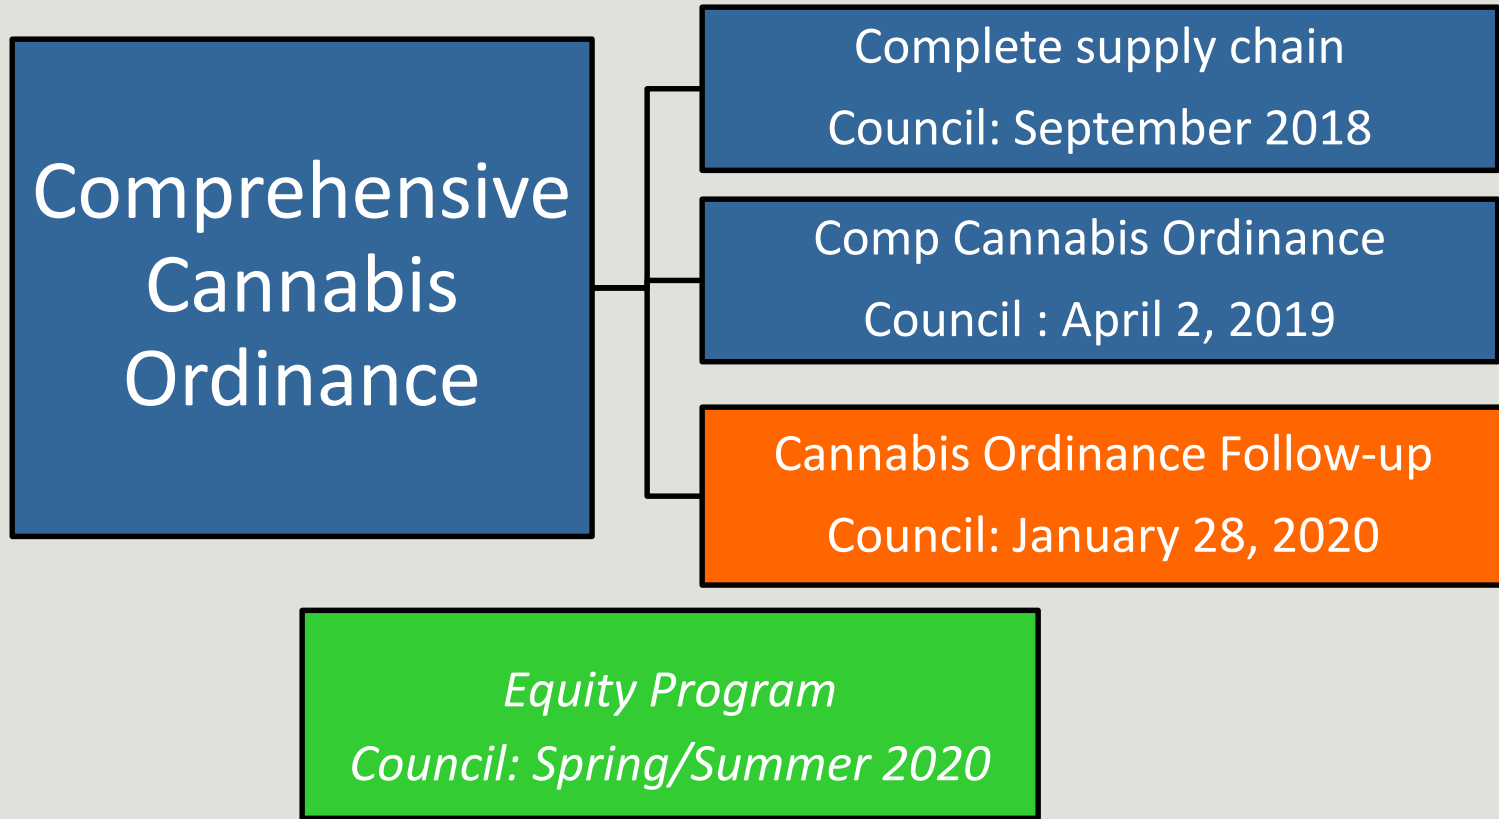 Comprehensive
Cannabis
Ordinance
Complete supply chain
Council: September 2018
Comp Cannabis Ordinance
Council : April 2, 2019
Cannabis Ordinance Follow-up
Council: January 28, 2020
Equity Program
Council: Spring/Summer 2020